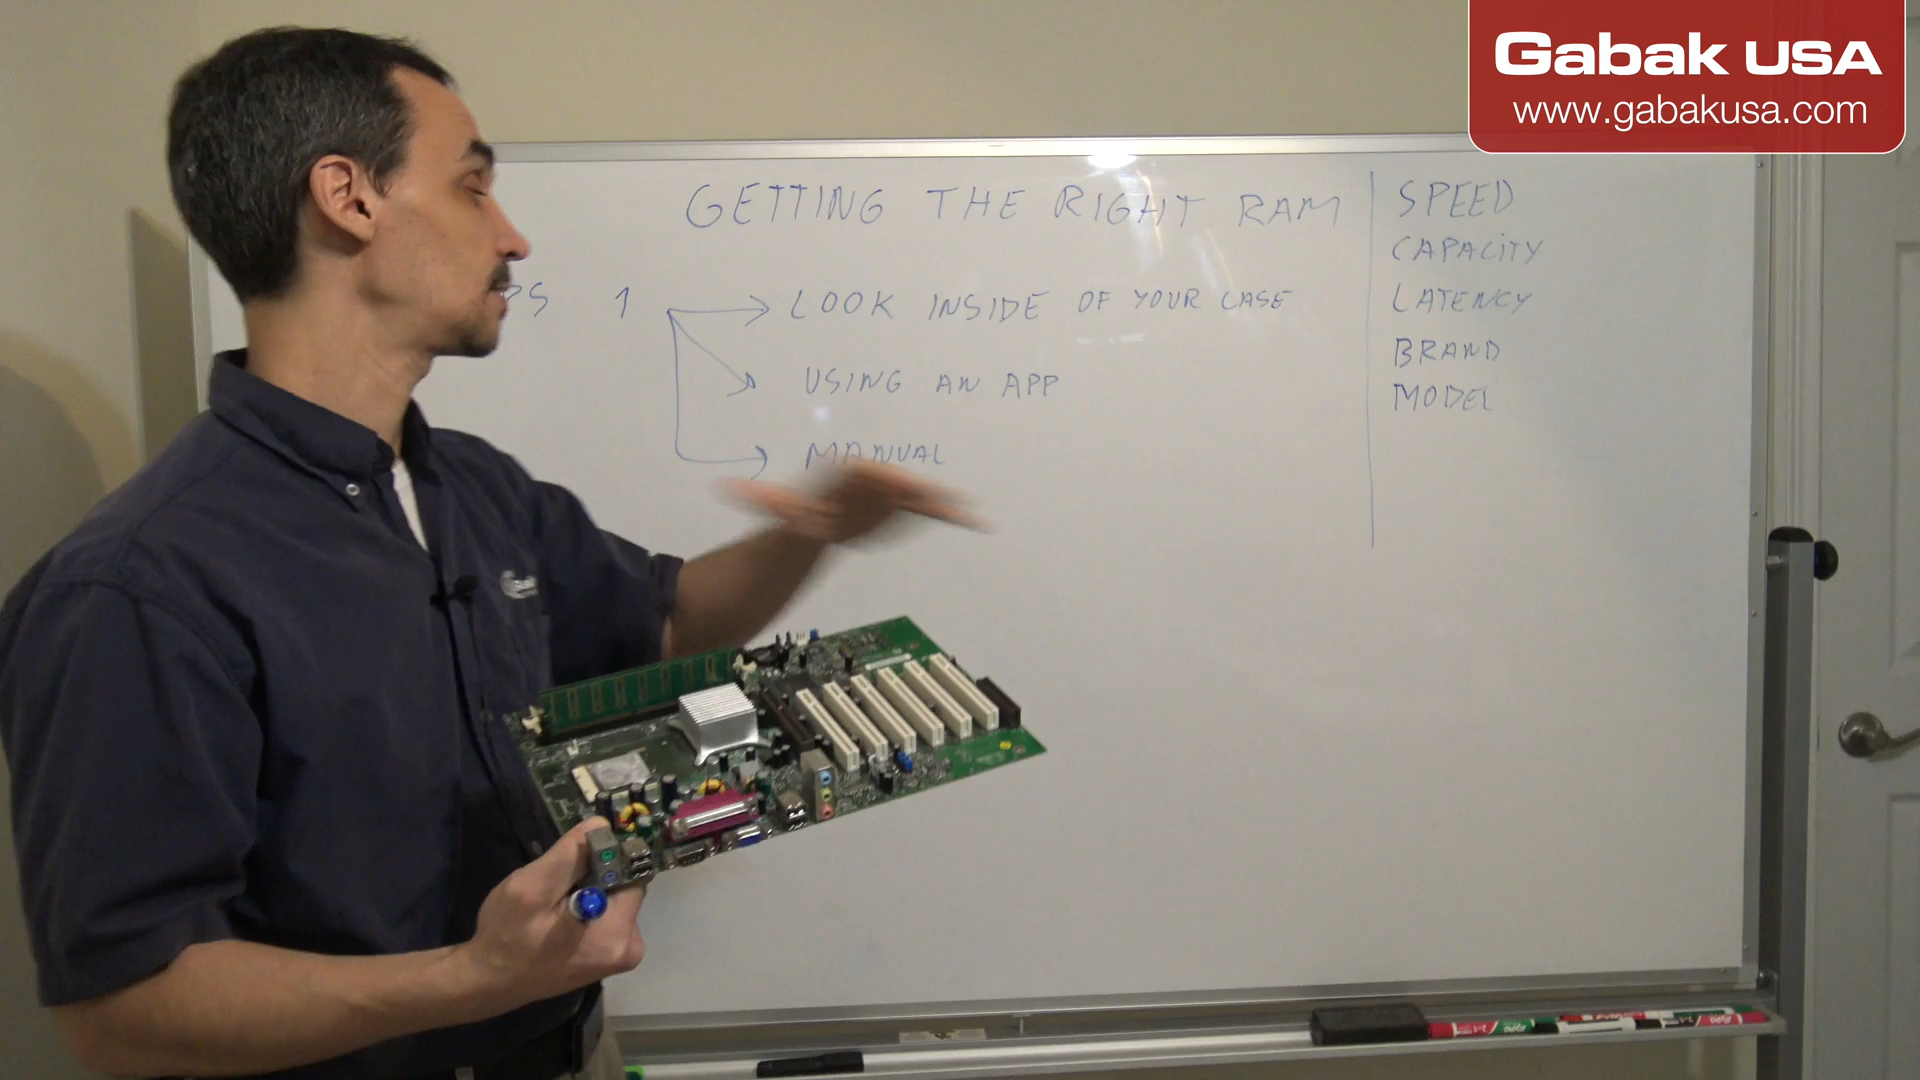 Gabak USA
www.gabakusa.com
GETTING THE RIGHT RAM
1 LOOK INSIDE OF YOUR CASE
USING AN APP
MANUAL
SPEED
CAPACITY
LATENCY
BRAND
MODEL